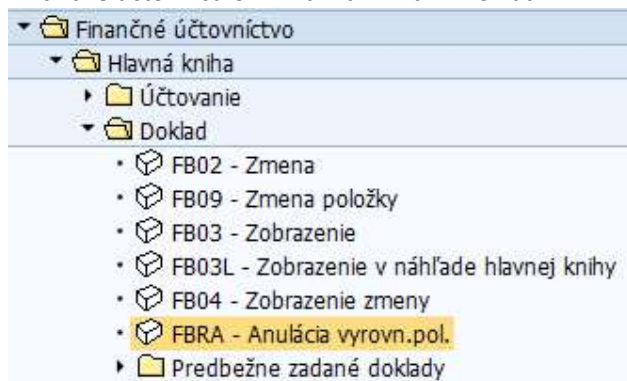 Finančné účtovníctvo
Hlavná kniha
Účtovanie
Doklad
FB02 - Zmena
FB09 - Zmena položky
FB03 - Zobrazenie
FB03L - Zobrazenie v náhľade hlavnej knihy
FB04 - Zobrazenie zmeny
FBRA - Anulácia vyrovn.pol.
Predbežne zadané doklady